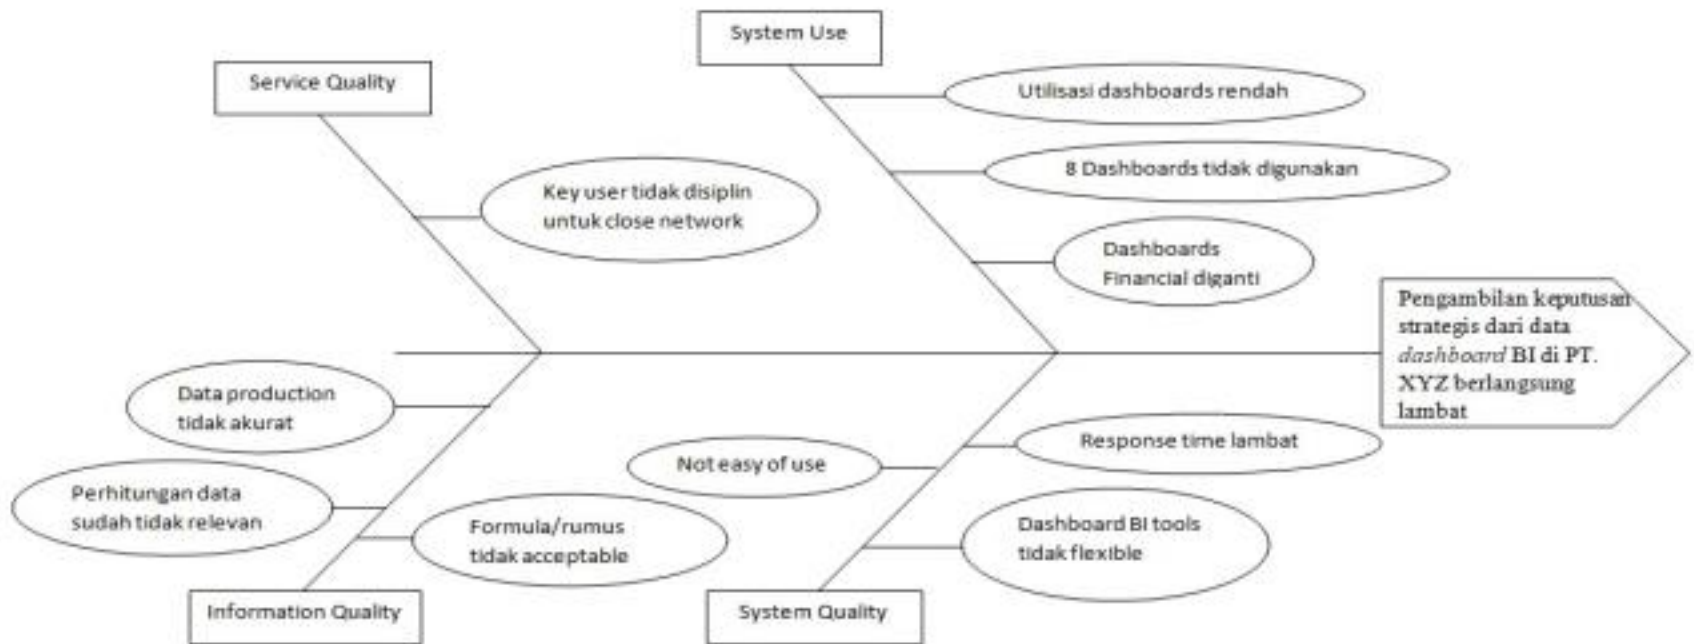 System Use
Service Quality
Utilisasi dashboards rendah
8 Dashboards tidak digunakan
Key user tidak disiplin
untuk close network
Dashboards
Financial diganti
Pengambilan keputusan
strategis dari data
dashboard BI di PT.
XYZ berlangsung
lambat
Data production
tidak akurat
Perhitungan data
sudah tidak relevan
Formula/rumus
tidak acceptable
Information Quality
Not easy of use
Response time lambat
Dashboard BI tools
tidak flexible
System Quality